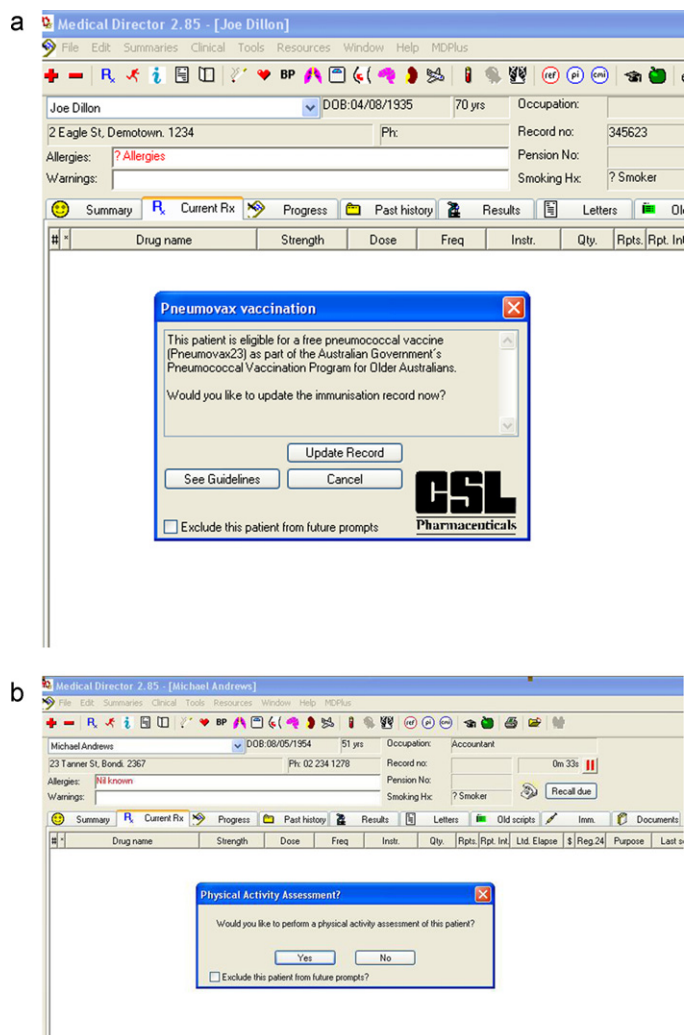 a
Medical Director 2.85 - [Joe Dillon]
File Edit Summaries Clinical Tools Resources Window Help MDPlus
Rx i BP ref pi cmi
Joe Dillon DOB:04/08/1935 70 yrs Occupation:
2 Eagle St, Demotown. 1234 Ph: Record no: 345623
Allergies: ? Allergies Pension No:
Warnings: Smoking Hx: ? Smoker
Summary Rx Current Rx Progress Past history Results Letters Ol
# * Drug name Strength Dose Freq Instr. Qty. Rpts. Rpt. Int
Pneumovax vaccination
This patient is eligible for a free pneumococcal vaccine
(Pneumovax23) as part of the Australian Government's
Pneumococcal Vaccination Program for Older Australians.
Would you like to update the immunisation record now?
Update Record
See Guidelines Cancel
CSL
Pharmaceuticals
Exclude this patient from future prompts
b
Medical Director 2.85 - [Michael Andrews]
File Edit Summaries Clinical Tools Resources Window Help MDPlus
Rx i BP ref pi cmi
Michael Andrews DOB:08/05/1954 51 yrs Occupation: Accountant
23 Tanner St, Bondi. 2367 Ph: 02 234 1278 Record no: 0m 33s
Allergies: Nil known Pension No:
Warnings: Smoking Hx: ? Smoker Recall due
Summary Rx Current Rx Progress Past history Results Letters Old scripts Imm. Documents
# * Drug name Strength Dose Freq Instr. Qty. Rpts. Rpt. Int. Ltd. Elapse $ Reg.24 Purpose Last s
Physical Activity Assessment?
Would you like to perform a physical activity assessment of this patient?
Yes No
Exclude this patient from future prompts?